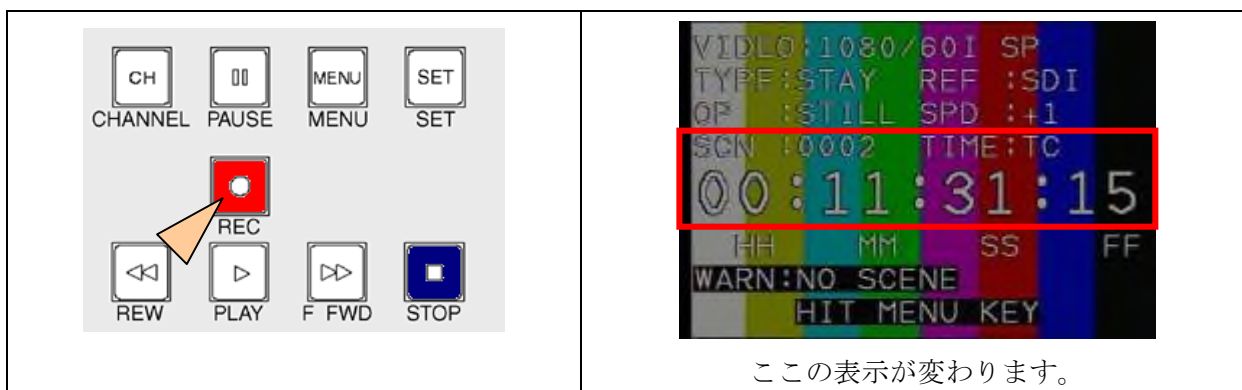 CH MENU SET
CHANNEL PAUSE MENU SET
REC
REW PLAY F FWD STOP
VIDLO:1080/60I SP
TYPE:STAY REF :SDI
OP :STILL SPD :+1
SCN :0002 TIME:TC
00:11:31:15
HH MM SS FF
WARN:NO SCENE
HIT MENU KEY
ここの表示が変わります。